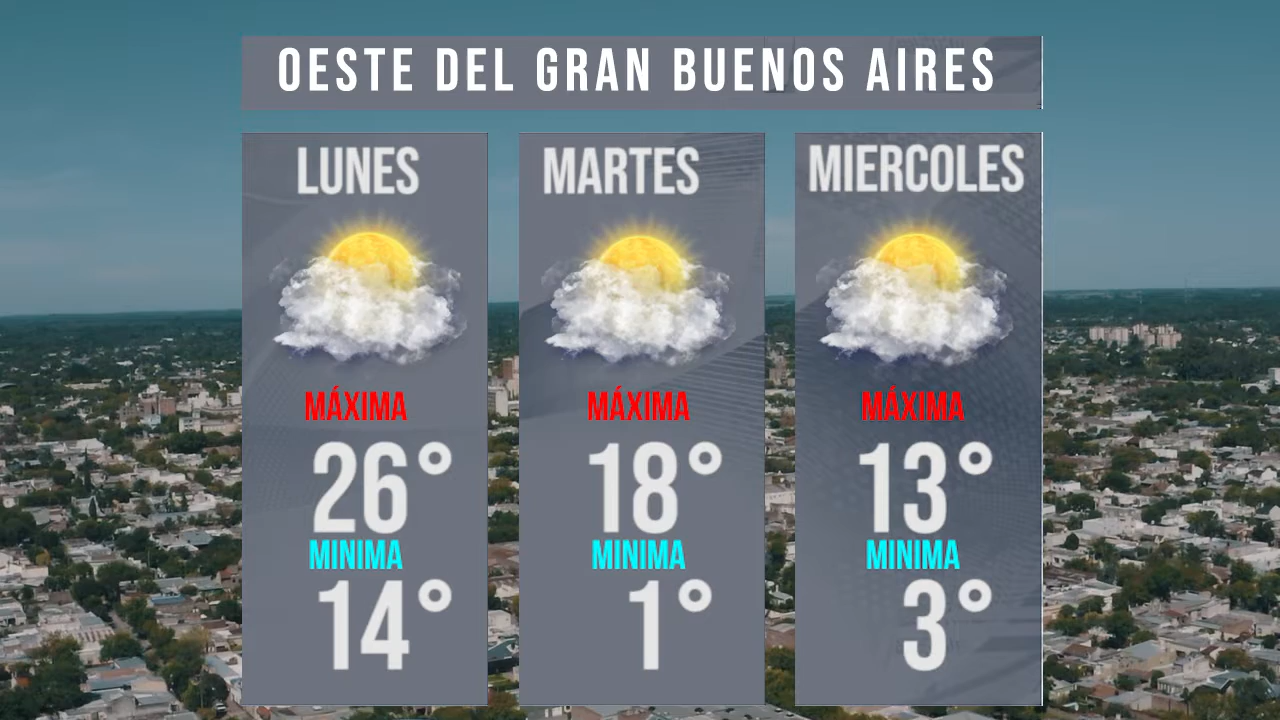 OESTE DEL GRAN BUENOS AIRES
LUNES
MÁXIMA
26°
MINIMA
14°
MARTES
MÁXIMA
18°
MINIMA
1°
MIERCOLES
MÁXIMA
13°
MINIMA
3°